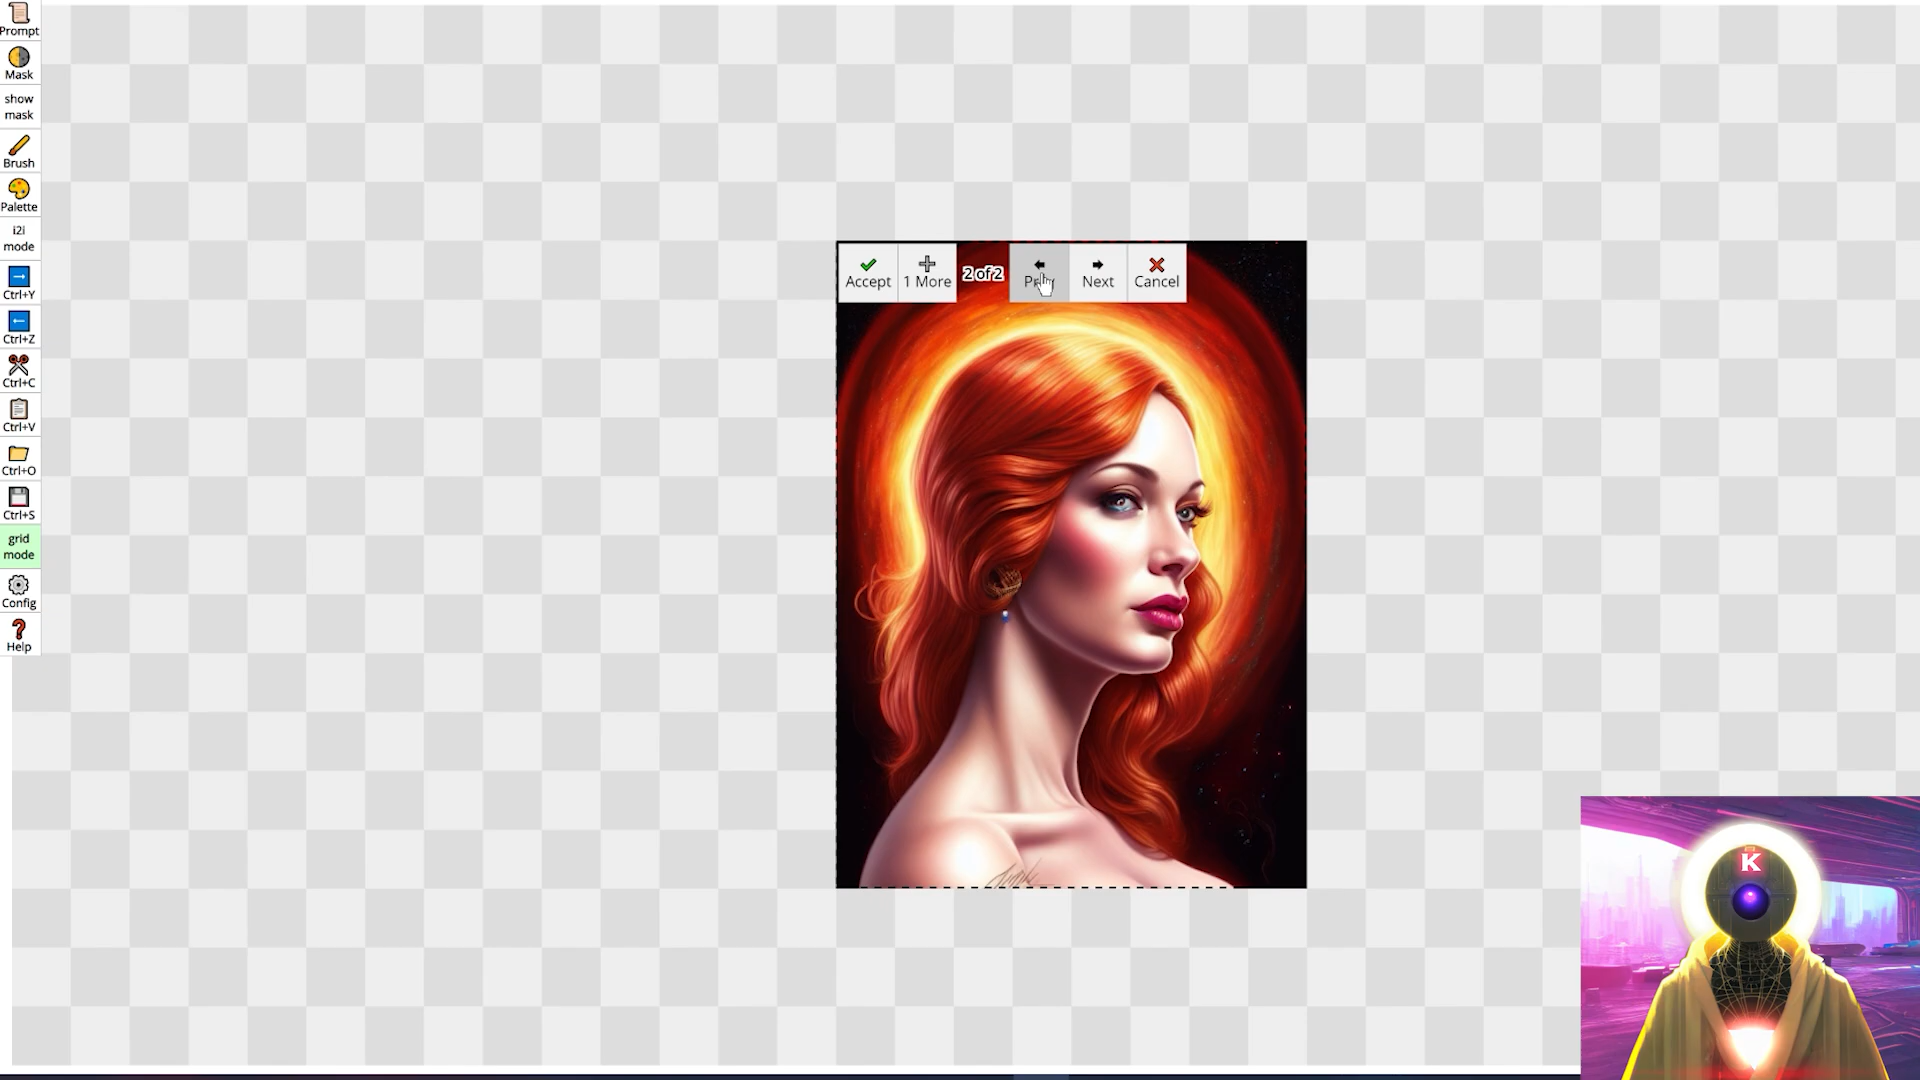 Prompt
Mask
show
mask
Brush
Palette
i2i
mode
Ctrl+Y
Ctrl+Z
Ctrl+C
Ctrl+V
Ctrl+O
Ctrl+S
grid
mode
Config
Help
Accept
1 More
2 of 2
Next
Cancel
K